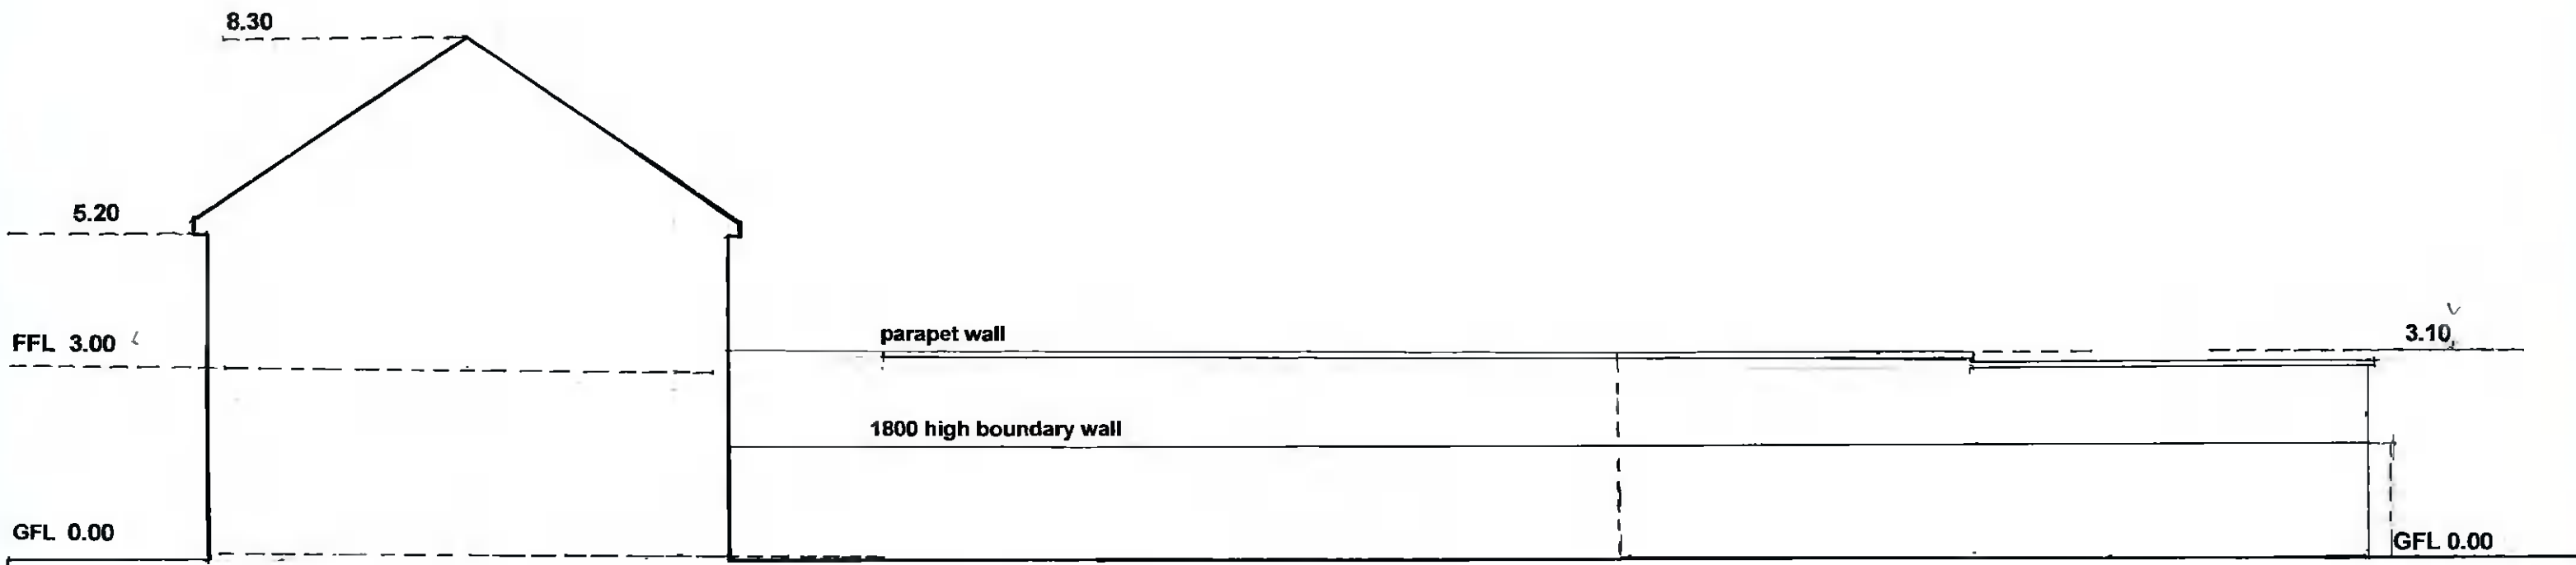 8.30
5.20
FFL 3.00
parapet wall
3.10
1800 high boundary wall
GFL 0.00
GFL 0.00